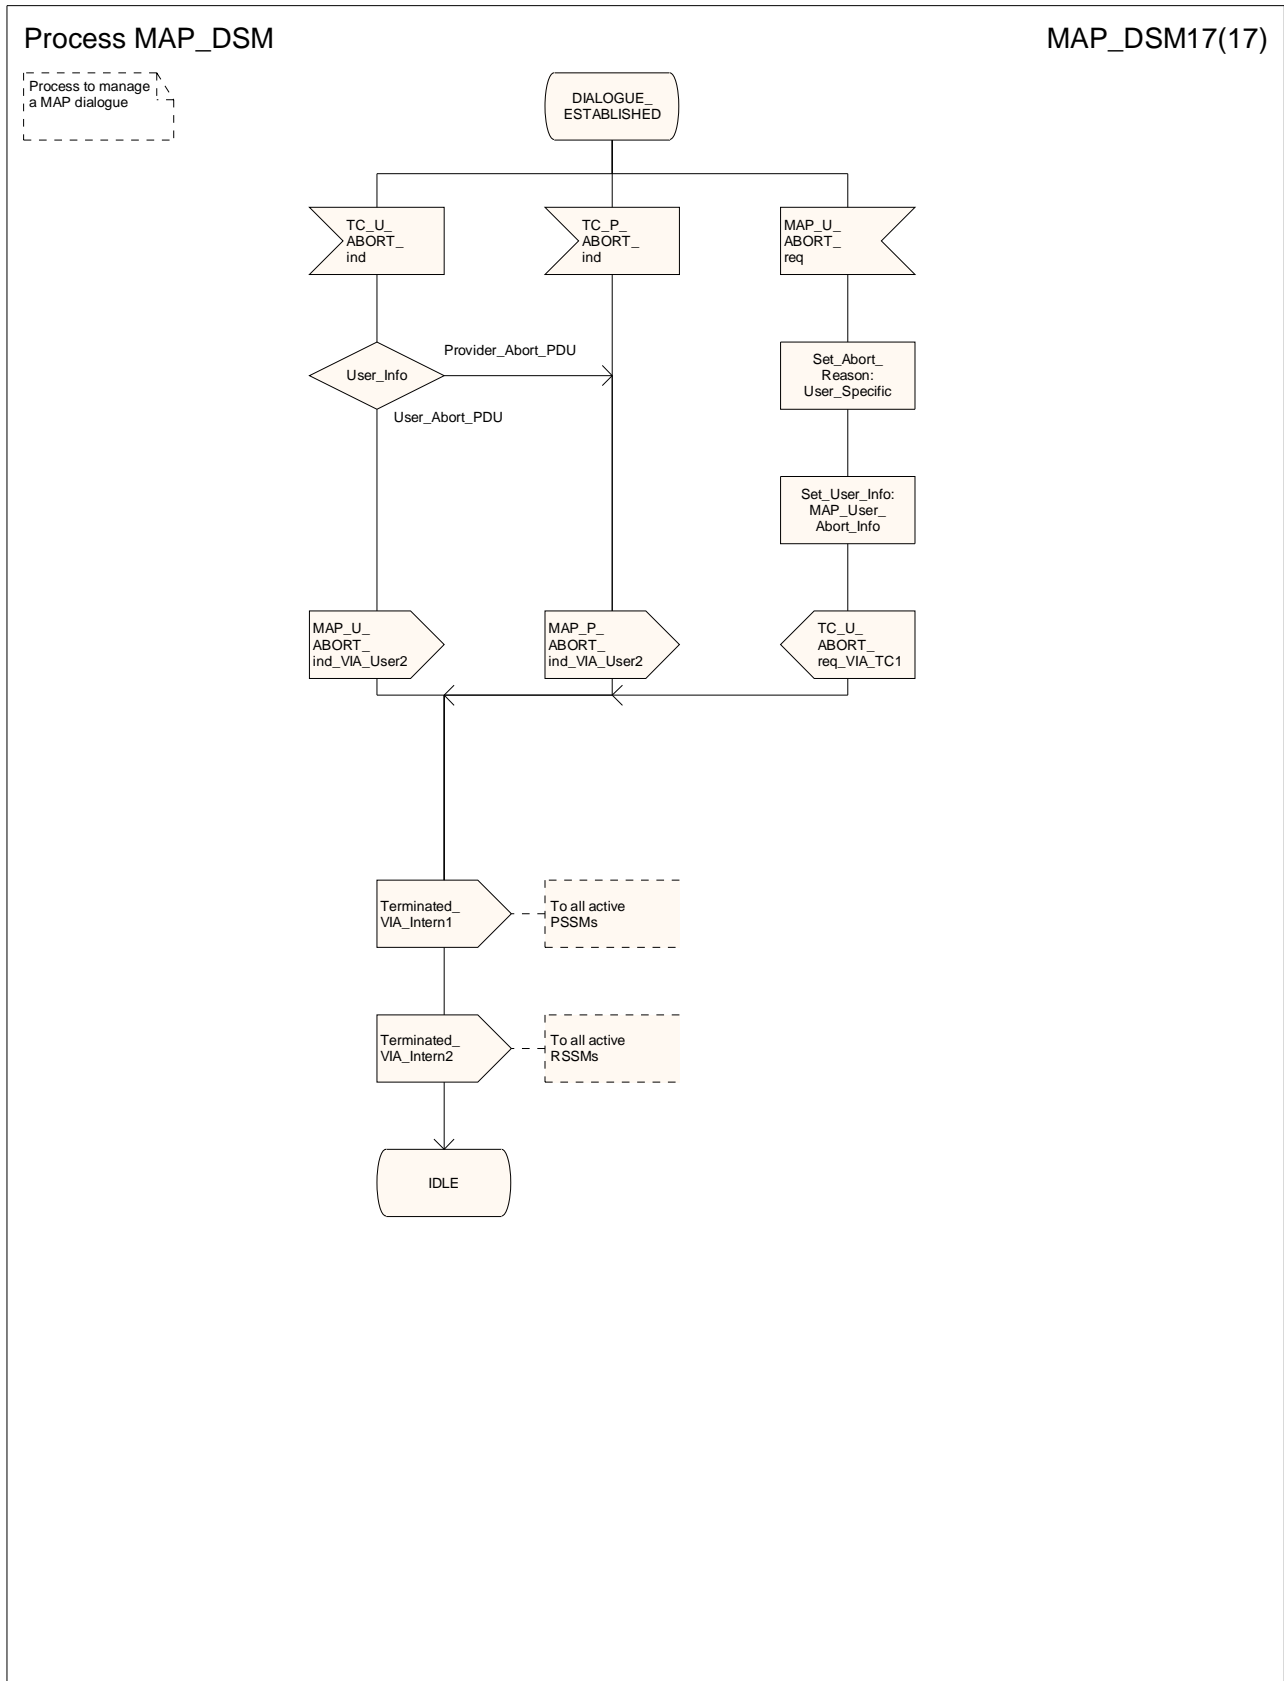 Process MAP_DSM
MAP_DSM17(17)
Process to manage
a MAP dialogue
DIALOGUE_
ESTABLISHED
TC_U_
ABORT_
ind
TC_P_
ABORT_
ind
MAP_U_
ABORT_
req
Provider_Abort_PDU
User_Info
User_Abort_PDU
Set_Abort_
Reason:
User_Specific
Set_User_Info:
MAP_User_
Abort_Info
MAP_U_
ABORT_
ind_VIA_User2
MAP_P_
ABORT_
ind_VIA_User2
TC_U_
ABORT_
req_VIA_TC1
Terminated_
VIA_Intern1
To all active
PSSMs
Terminated_
VIA_Intern2
To all active
RSSMs
IDLE